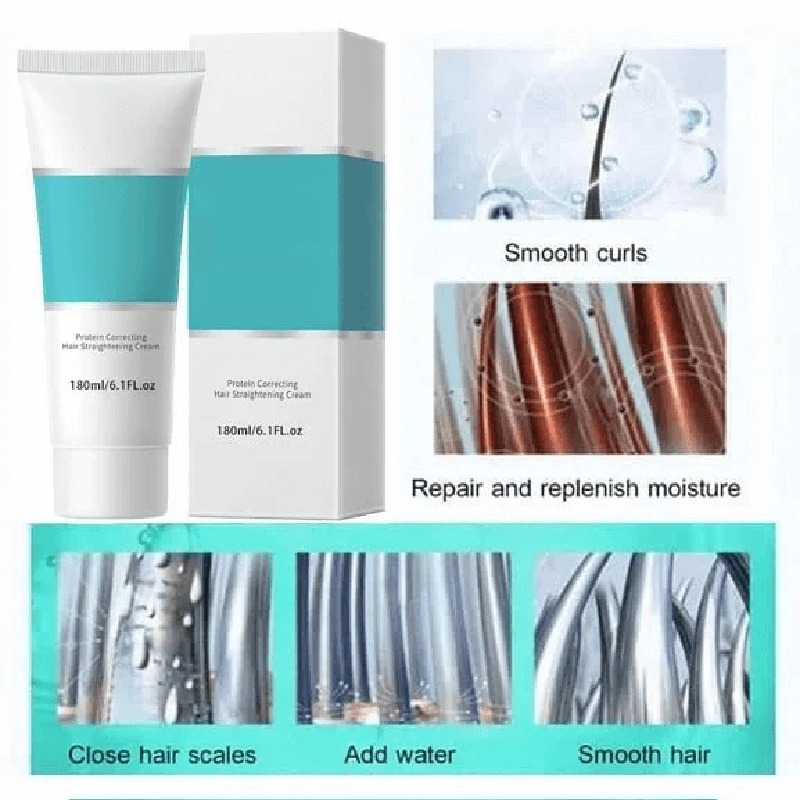 Protein Correcting
Hair Straightening Cream
180ml/6.1FL.oz
Protein Correcting
Hair Straightening Cream
180ml/6.1FL.oz
Smooth curls
Repair and replenish moisture
Close hair scales
Add water
Smooth hair